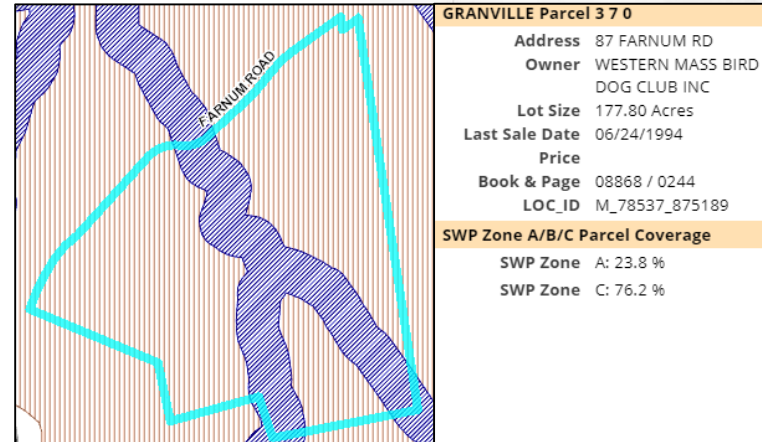 FARNUM ROAD
GRANVILLE Parcel 3 7 0
Address 87 FARNUM RD
Owner WESTERN MASS BIRD
DOG CLUB INC
Lot Size 177.80 Acres
Last Sale Date 06/24/1994
Price
Book & Page 08868 / 0244
LOC_ID M_78537_875189
SWP Zone A/B/C Parcel Coverage
SWP Zone A: 23.8 %
SWP Zone C: 76.2 %